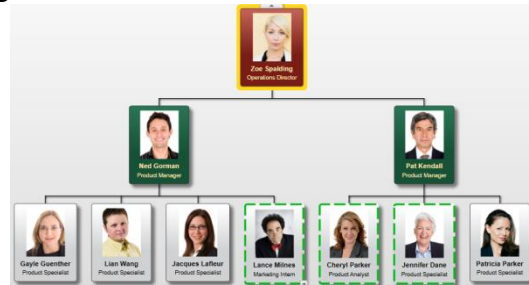 Zoe Spalding
Operations Director
Ned Gorman
Product Manager
Pat Kendall
Product Manager
Gayle Guenther
Product Specialist
Lian Wang
Product Specialist
Jacques Lafleur
Product Specialist
Lance Milnes
Marketing Intern
Cheryl Parker
Product Analyst
Jennifer Dane
Product Specialist
Patricia Parker
Product Specialist